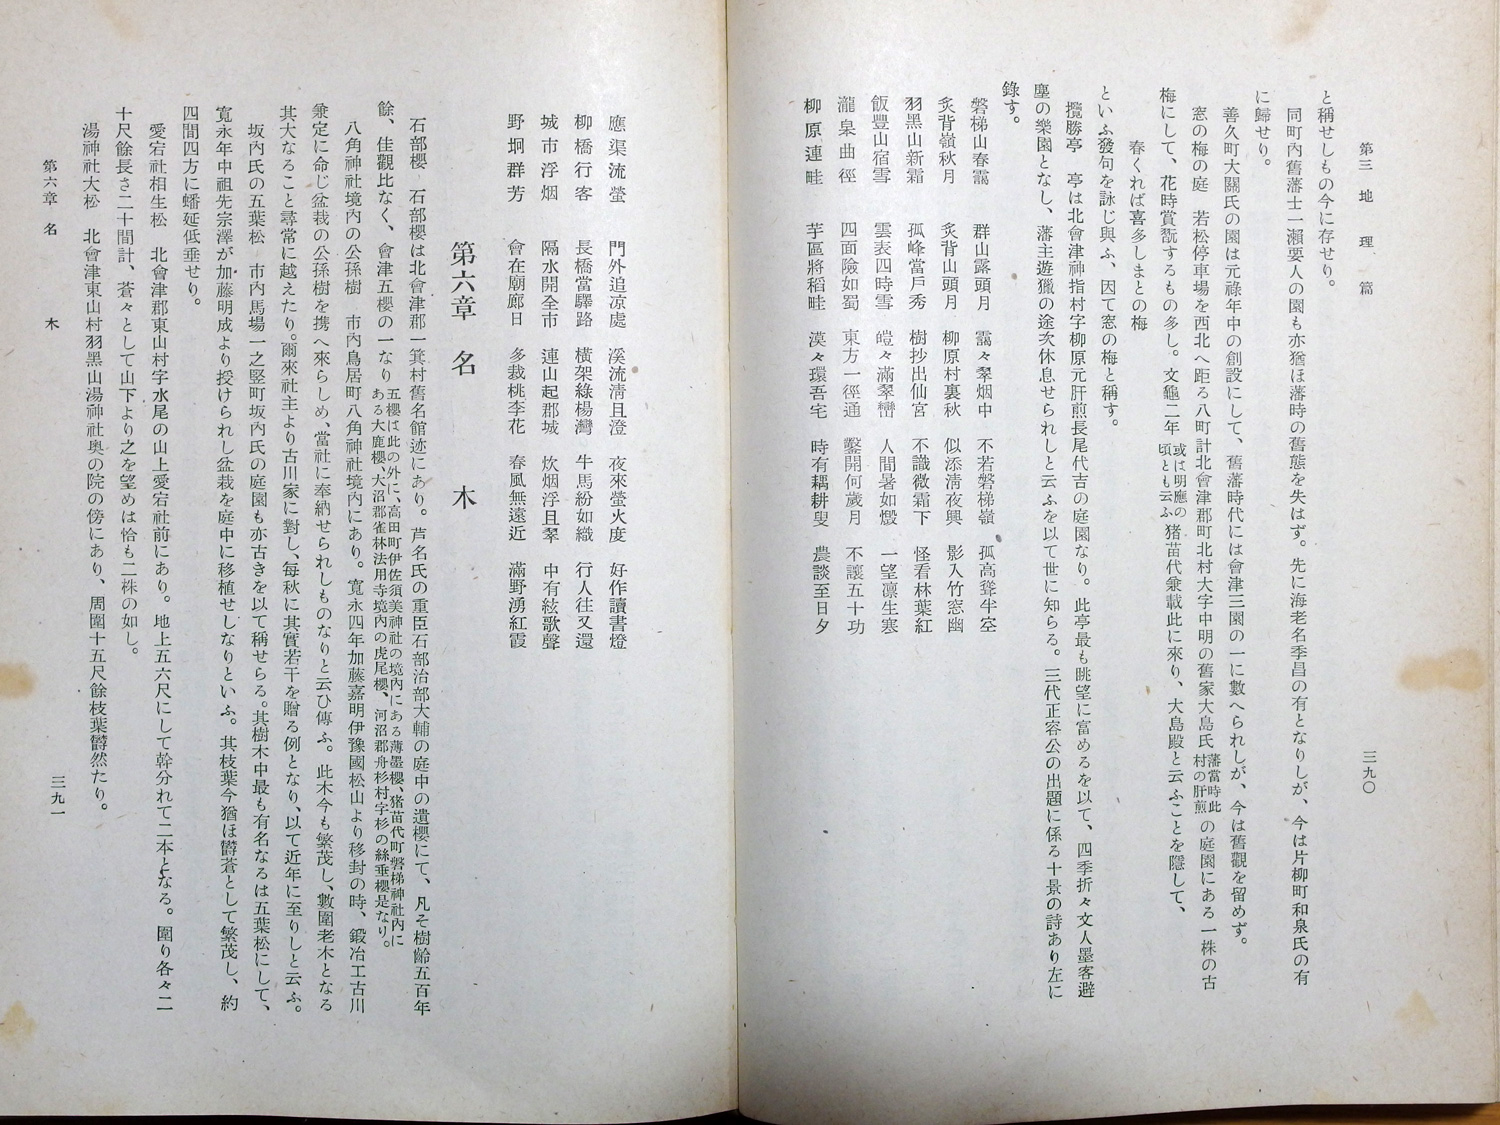 第三　地理篇
三九〇
と稱せしもの今に存せり。
同町內舊藩士一瀨要人の園も亦猶ほ藩時の舊態を失はず。先に海老名季昌の有となりしが、今は片柳町和泉氏の有
に歸せり。
善久町大關氏の園は元祿年中の創設にして、舊藩時代には會津三園の一に數へられしが、今は舊觀を留めず。
窓の梅の庭　若松停車場を西北へ距る八町計北會津郡町北村大字中明の舊家大島氏藩當時此村の肝煎の庭園にある一株の古
梅にして、花時賞翫するもの多し。文龜二年或は明應の頃とも云ふ猪苗代兼載此に來り、大島殿と云ふことを隱して、
春くれば喜多しまとの梅
といふ發句を詠じ與ふ、因て窓の梅と稱す。
攬勝亭　亭は北會津神指村字柳原元肝煎長尾代吉の庭園なり。此亭最も眺望に富めるを以て、四季折々文人墨客避
塵の樂園となし、藩主遊獵の途次休息せられしと云ふを以て世に知らる。三代正容公の出題に係る十景の詩あり左に
錄す。
磐梯山春靄　群山露頭月　靄々翠烟中　不若磐梯嶺　孤高聳半空
炙背嶺秋月　炙背山頭月　柳原村裏秋　似添淸夜興　影入竹窓幽
羽黑山新霜　孤峰當戶秀　樹抄出仙宮　不識微霜下　怪看林葉紅
飯豐山宿雪　雲表四時雪　皚々滿翠巒　人間暑如燬　一望凛生寒
瀧泉曲徑　四面險如蜀　東方一徑通　鑿開何歲月　不讓五十功
柳原連畦　芋區將稻畦　漠々環吾宅　時有耦耕叟　農談至日夕
應渠流螢　門外追凉處　溪流淸且澄　夜來螢火度　好作讀書燈
柳橋行客　長橋當驛路　橫架綠楊灣　牛馬紛如織　行人往又還
城市浮烟　隔水開全市　連山起郡城　炊烟浮且翠　中有絃歌聲
野坰群芳　會在廟廊日　多栽桃李花　春風無遠近　滿野湧紅霞
第六章　名木
石部櫻　石部櫻は北會津郡一箕村舊名館迹にあり。芦名氏の重臣石部治部大輔の庭中の遺櫻にて、凡そ樹齡五百年
餘、佳觀比なく、會津五櫻の一なり五櫻は此の外に、高田町伊佐須美神社の境內にある薄墨櫻、猪苗代町磐梯神社內にある大鹿櫻、大沼郡雀林法用寺境內の虎尾櫻、河沼郡舟杉村字杉の絲垂櫻是なり。
八角神社境內の公孫樹　市內鳥居町八角神社境內にあり。寬永四年加藤嘉明伊豫國松山より移封の時、鍛冶工古川
兼定に命じ盆栽の公孫樹を携へ來らしめ、當社に奉納せられしものなりと云ひ傳ふ。此木今も繁茂し、數圍老木となる
其大なること尋常に越えたり。爾來社主より古川家に對し、每秋に其實若干を贈る例となり、以て近年に至りしと云ふ。
坂內氏の五葉松　市內馬場一之竪町坂內氏の庭園も亦古きを以て稱せらる。其樹木中最も有名なるは五葉松にして、
寬永年中祖先宗澤が加藤明成より授けられし盆栽を庭中に移植せしなりといふ。其枝葉今猶ほ欝蒼として繁茂し、約
四間四方に蟠延低垂せり。
愛宕社相生松　北會津郡東山村字水尾の山上愛宕社前にあり。地上五六尺にして幹分れて二本となる。圍り各々二
十尺餘長さ二十間計、蒼々として山下より之を望めは恰も二株の如し。
湯神社大松　北會津東山村羽黑山湯神社奧の院の傍にあり、周圍十五尺餘枝葉欝然たり。
第六章　名木
三九一